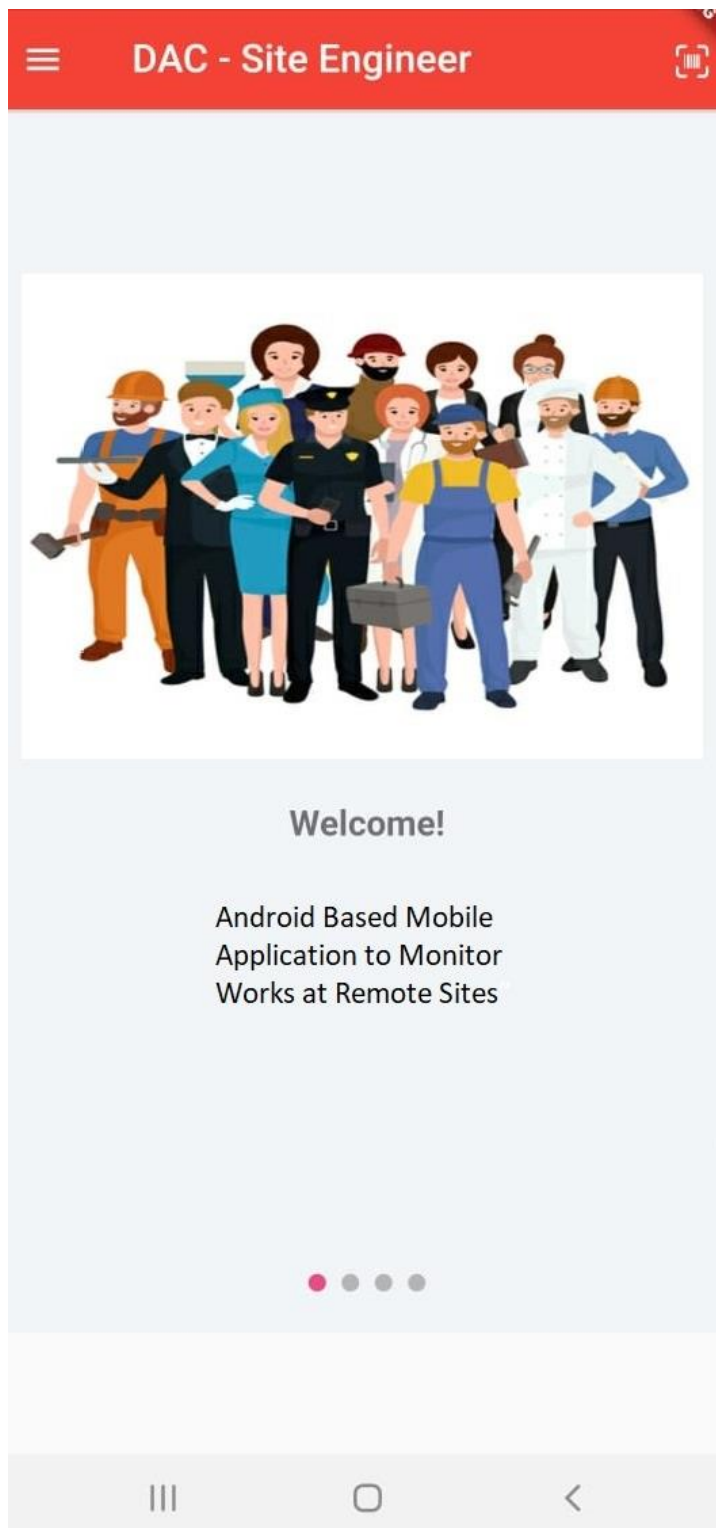 DAC - Site Engineer
Welcome!
Android Based Mobile
Application to Monitor
Works at Remote Sites